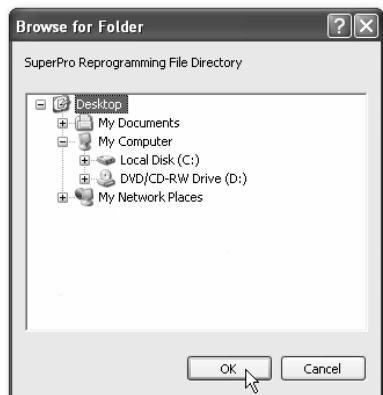 Browse for Folder
SuperPro Reprogramming File Directory
Desktop
My Documents
My Computer
Local Disk (C:)
DVD/CD-RW Drive (D:)
My Network Places
OK
Cancel